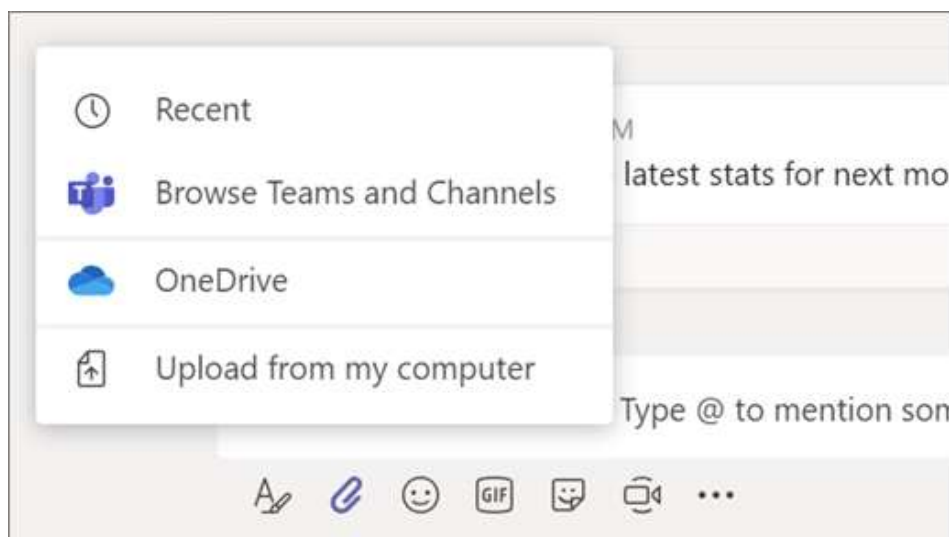 Recent
M
Browse Teams and Channels
latest stats for next mo
OneDrive
Upload from my computer
Type @ to mention som
GIF